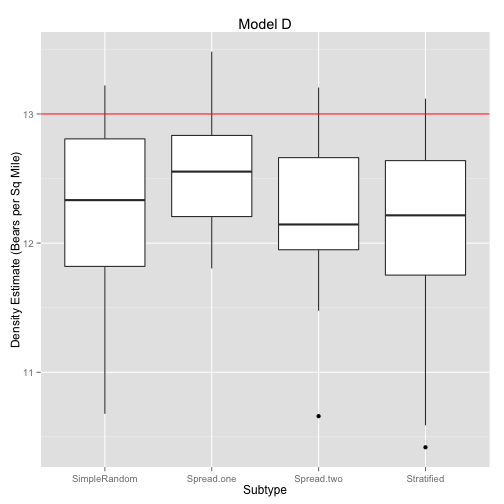 Model D
Density Estimate (Bears per Sq Mile)
13
12
11
SimpleRandom
Spread.one
Spread.two
Stratified
Subtype